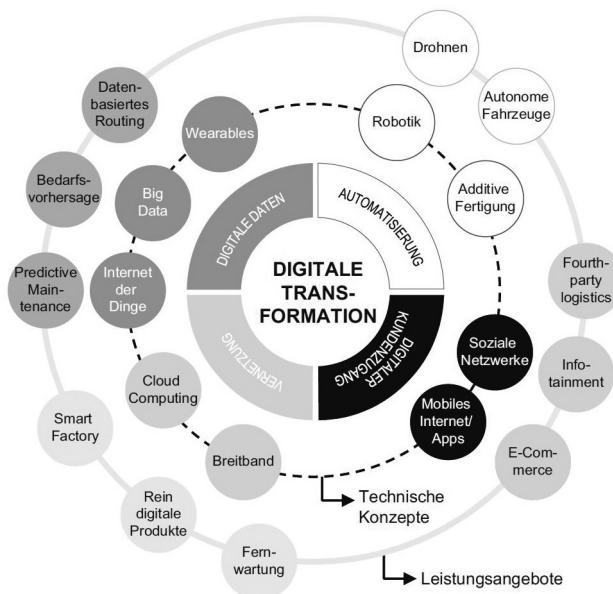 Drohnen
Daten-
basiertes
Routing
Autonome
Fahrzeuge
Wearables
Robotik
Bedarfs-
vorhersage
Big
Data
Additive
Fertigung
DIGITALE DATEN
AUTOMATISIERUNG
Predictive
Main-
tenance
Internet
der
Dinge
DIGITALE
TRANS-
FORMATION
Fourth-
party
logistics
VERNETZUNG
DIGITALER
KUNDENZUGANG
Soziale
Netzwerke
Info-
tainment
Cloud
Computing
Mobiles
Internet/
Apps
Smart
Factory
Breitband
E-Com-
merce
Rein
digitale
Produkte
Technische
Konzepte
Fern-
wartung
Leistungsangebote